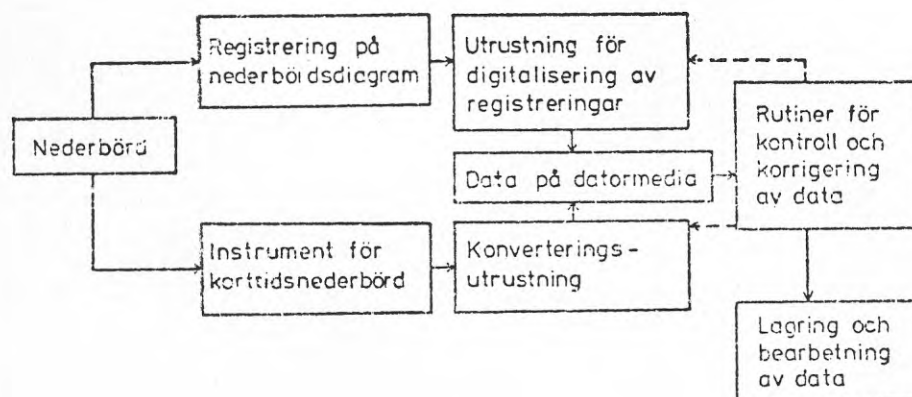 Nederbörd
Registrering på
nederbördsdiagram
Utrustning för
digitalisering av
registreringar
Data på datormedia
Instrument för
korttidsnederbörd
Konverterings-
utrustning
Rutiner för
kontroll och
korrigering
av data
Lagring och
bearbetning
av data